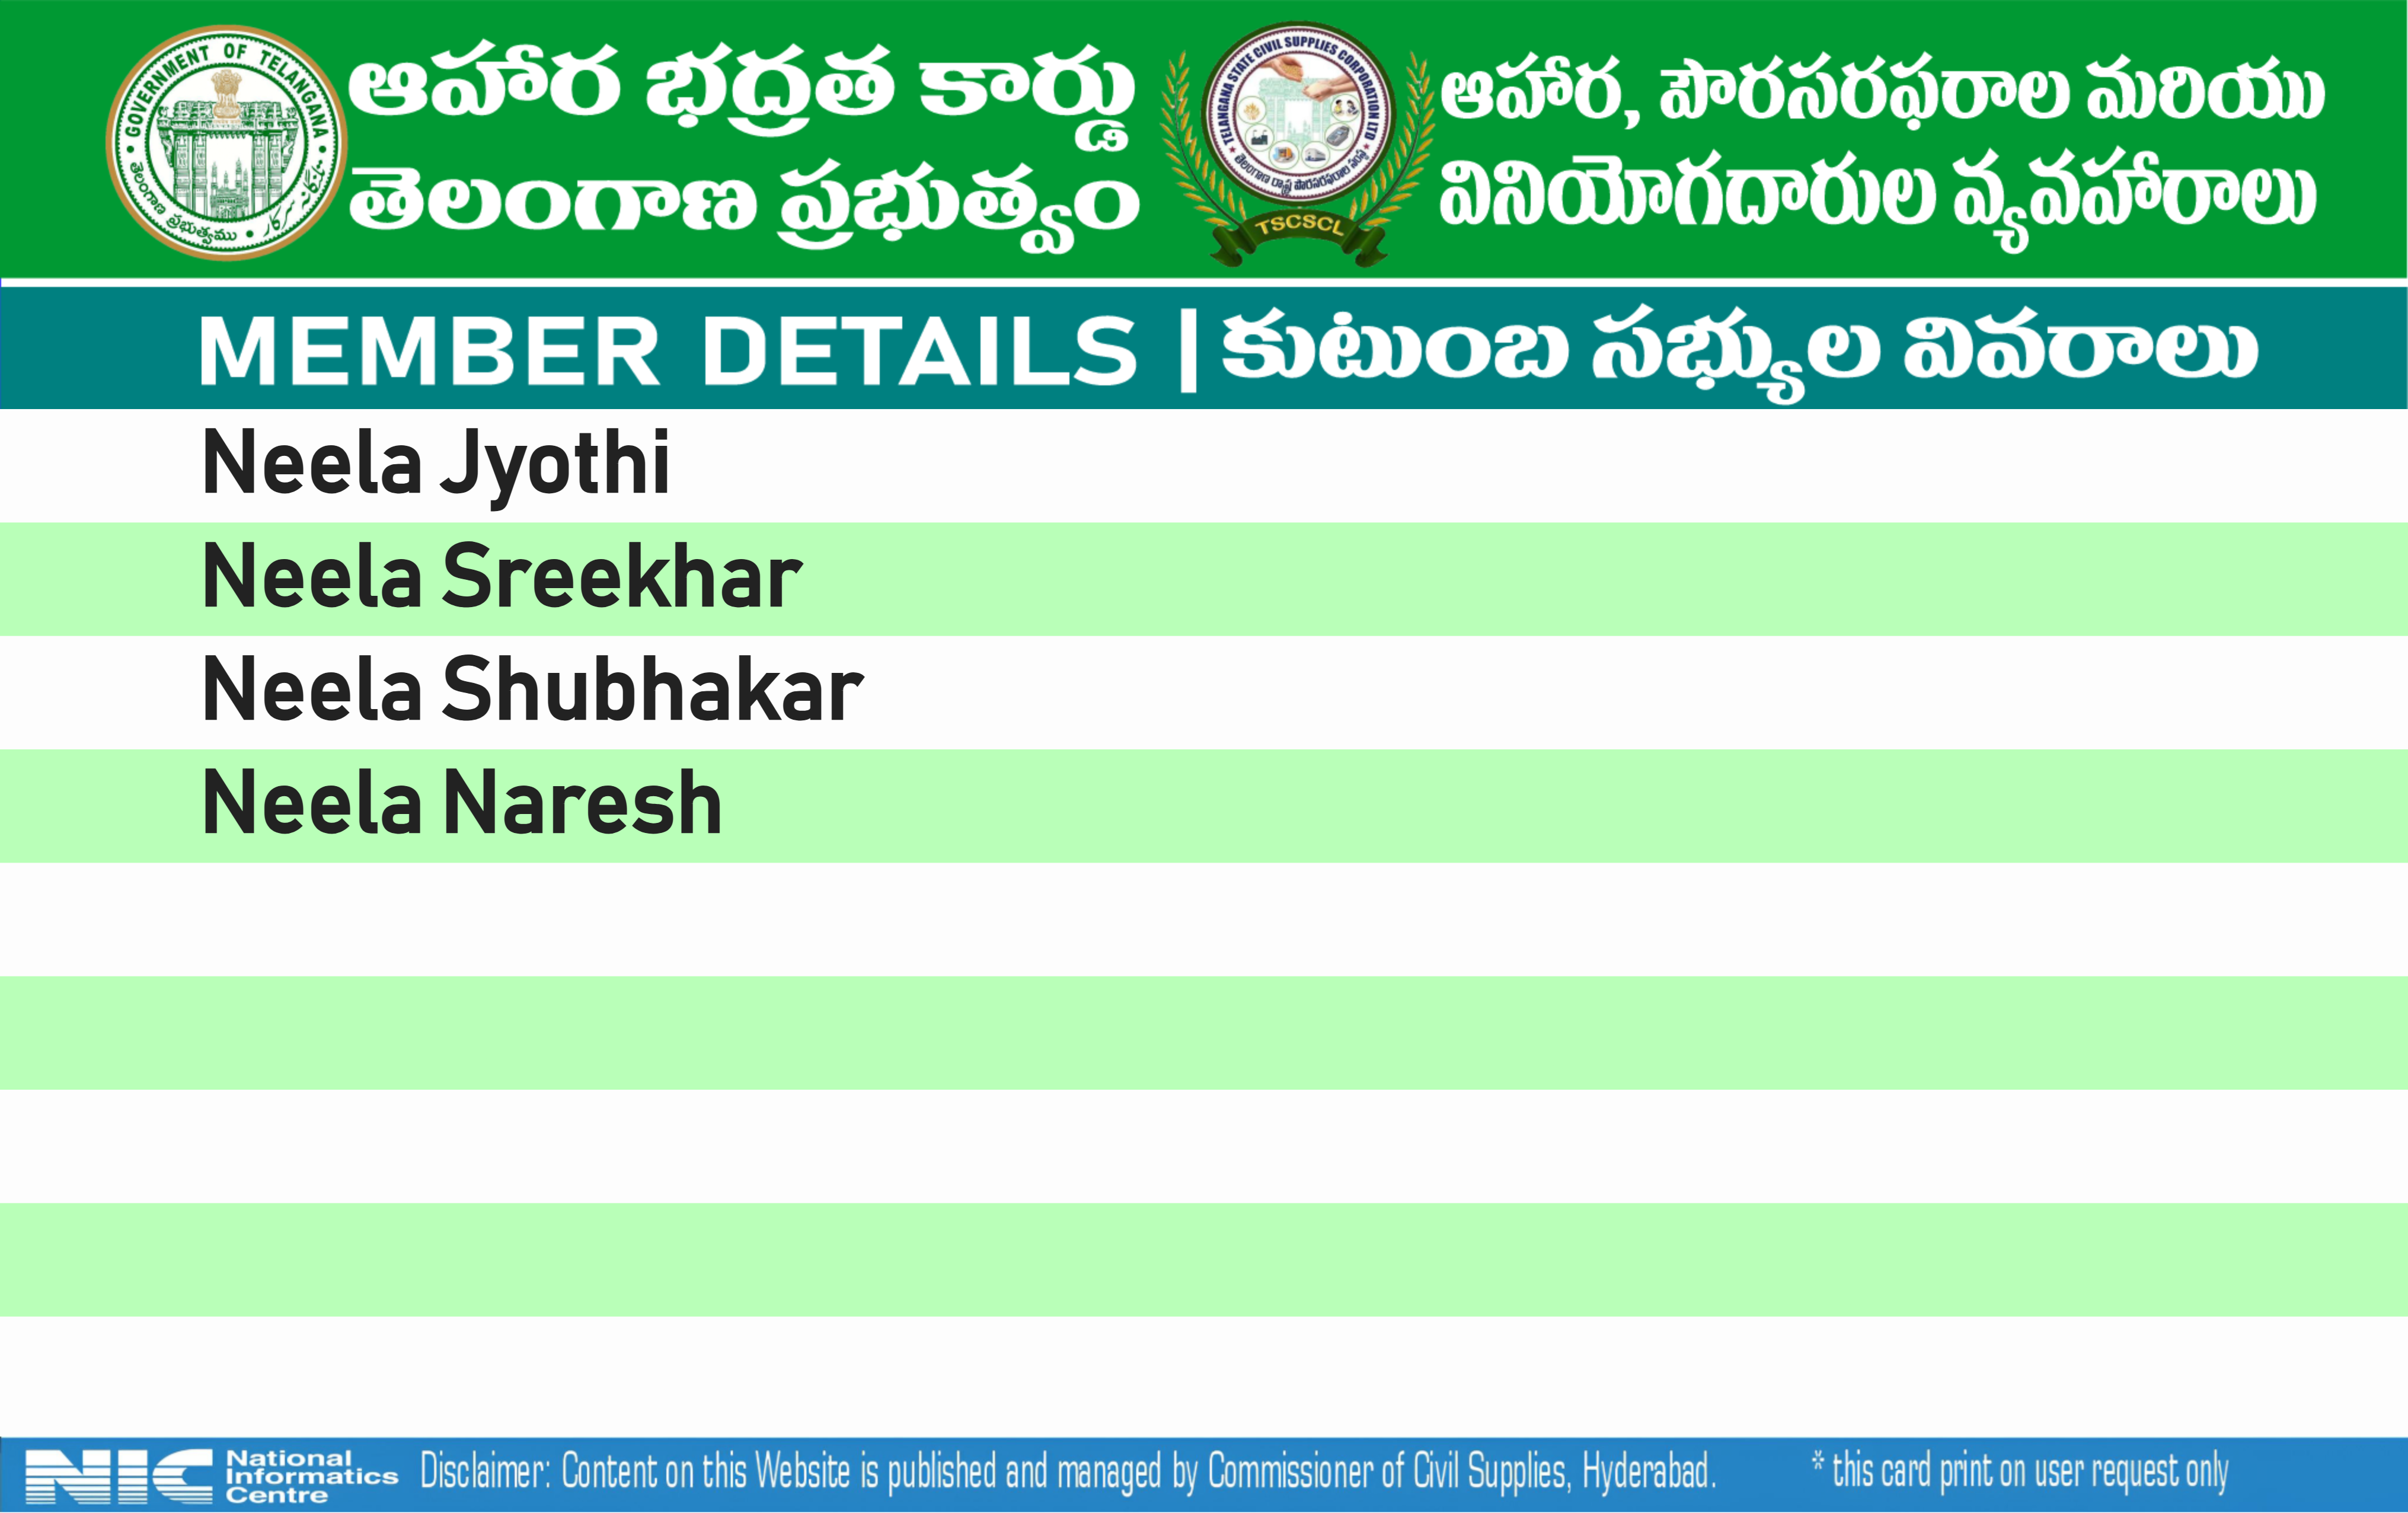 GOVERNMENT OF TELANGANA
తెలంగాణ ప్రభుత్వము
ఆహార భద్రత కార్డు
తెలంగాణ ప్రభుత్వం
TELANGANA STATE CIVIL SUPPLIES CORPORATION LTD
తెలంగాణ రాష్ట్ర పౌరసరఫరాల సంస్థ
TSCSCL
ఆహార, పౌరసరఫరాల మరియు
వినియోగదారుల వ్యవహారాలు
MEMBER DETAILS | కుటుంబ సభ్యుల వివరాలు
Neela Jyothi
Neela Sreekhar
Neela Shubhakar
Neela Naresh
NIC National Informatics Centre
Disclaimer: Content on this Website is published and managed by Commissioner of Civil Supplies, Hyderabad.
* this card print on user request only